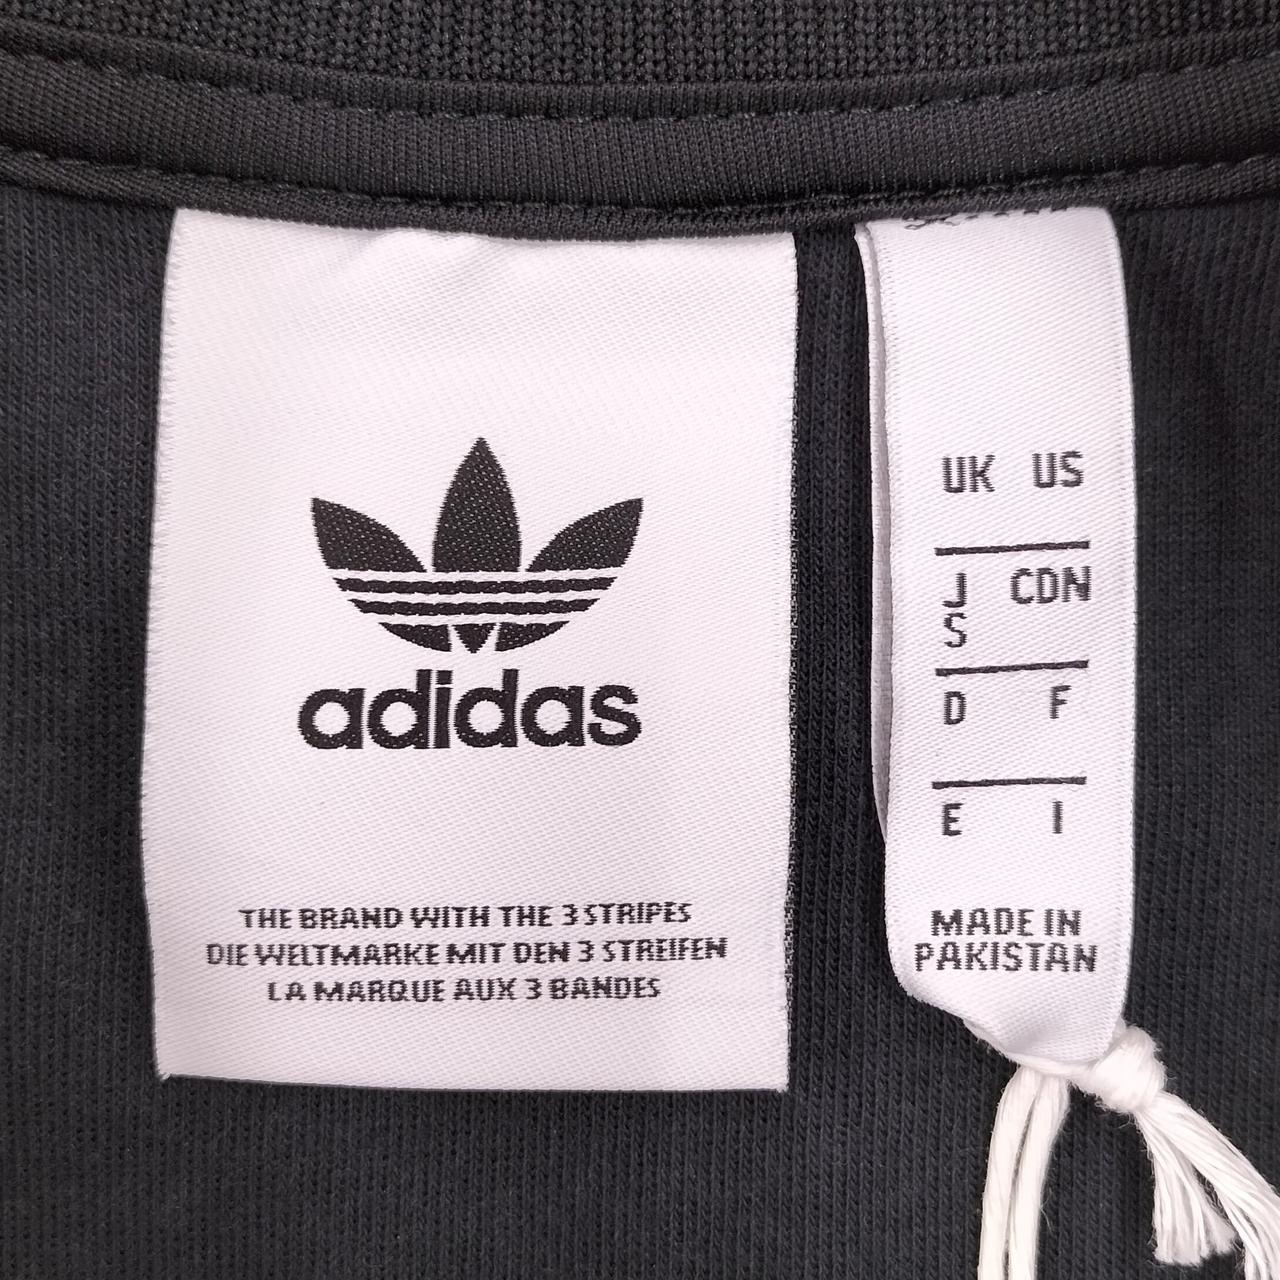 adidas
THE BRAND WITH THE 3 STRIPES
DIE WELTMARKE MIT DEN 3 STREIFEN
LA MARQUE AUX 3 BANDES
UK US
J CDN
S
D F
E I
MADE IN
PAKISTAN